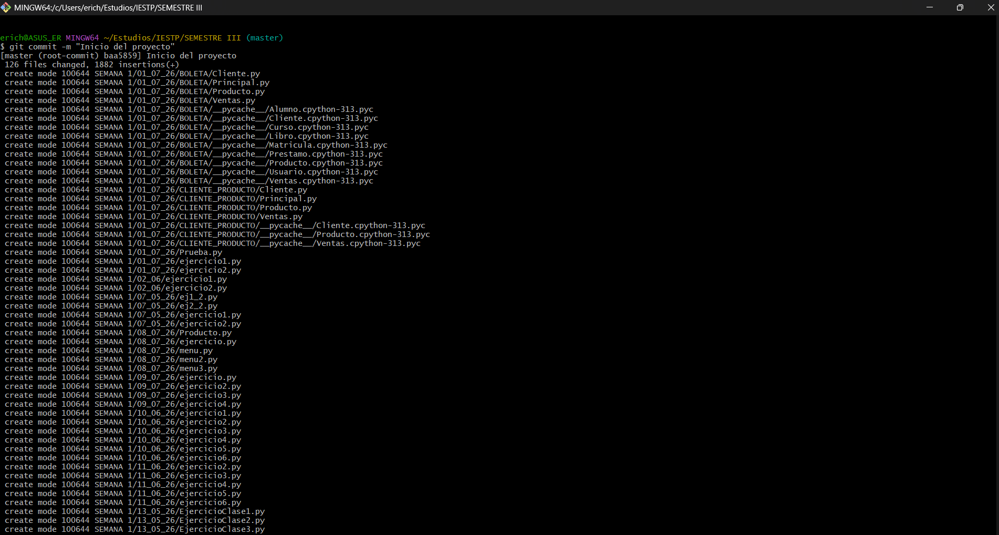 MINGW64:/c/Users/erich/Estudios/IESTP/SEMESTRE III
erich@ASUS_ER MINGW64 ~/Estudios/IESTP/SEMESTRE III (master)
$ git commit -m "Inicio del proyecto"
[master (root-commit) baa5859] Inicio del proyecto
 126 files changed, 1882 insertions(+)
 create mode 100644 SEMANA 1/01_07_26/BOLETA/Cliente.py
 create mode 100644 SEMANA 1/01_07_26/BOLETA/Principal.py
 create mode 100644 SEMANA 1/01_07_26/BOLETA/Producto.py
 create mode 100644 SEMANA 1/01_07_26/BOLETA/Ventas.py
 create mode 100644 SEMANA 1/01_07_26/BOLETA/__pycache__/Alumno.cpython-313.pyc
 create mode 100644 SEMANA 1/01_07_26/BOLETA/__pycache__/Cliente.cpython-313.pyc
 create mode 100644 SEMANA 1/01_07_26/BOLETA/__pycache__/Curso.cpython-313.pyc
 create mode 100644 SEMANA 1/01_07_26/BOLETA/__pycache__/Libro.cpython-313.pyc
 create mode 100644 SEMANA 1/01_07_26/BOLETA/__pycache__/Matricula.cpython-313.pyc
 create mode 100644 SEMANA 1/01_07_26/BOLETA/__pycache__/Prestamo.cpython-313.pyc
 create mode 100644 SEMANA 1/01_07_26/BOLETA/__pycache__/Producto.cpython-313.pyc
 create mode 100644 SEMANA 1/01_07_26/BOLETA/__pycache__/Usuario.cpython-313.pyc
 create mode 100644 SEMANA 1/01_07_26/BOLETA/__pycache__/Ventas.cpython-313.pyc
 create mode 100644 SEMANA 1/01_07_26/CLIENTE_PRODUCTO/Cliente.py
 create mode 100644 SEMANA 1/01_07_26/CLIENTE_PRODUCTO/Principal.py
 create mode 100644 SEMANA 1/01_07_26/CLIENTE_PRODUCTO/Producto.py
 create mode 100644 SEMANA 1/01_07_26/CLIENTE_PRODUCTO/Ventas.py
 create mode 100644 SEMANA 1/01_07_26/CLIENTE_PRODUCTO/__pycache__/Cliente.cpython-313.pyc
 create mode 100644 SEMANA 1/01_07_26/CLIENTE_PRODUCTO/__pycache__/Producto.cpython-313.pyc
 create mode 100644 SEMANA 1/01_07_26/CLIENTE_PRODUCTO/__pycache__/Ventas.cpython-313.pyc
 create mode 100644 SEMANA 1/01_07_26/Prueba.py
 create mode 100644 SEMANA 1/01_07_26/ejercicio1.py
 create mode 100644 SEMANA 1/01_07_26/ejercicio2.py
 create mode 100644 SEMANA 1/02_06/ejercicio1.py
 create mode 100644 SEMANA 1/02_06/ejercicio2.py
 create mode 100644 SEMANA 1/07_05_26/ej1_2.py
 create mode 100644 SEMANA 1/07_05_26/ej2_2.py
 create mode 100644 SEMANA 1/07_05_26/ejercicio1.py
 create mode 100644 SEMANA 1/07_05_26/ejercicio2.py
 create mode 100644 SEMANA 1/08_07_26/Producto.py
 create mode 100644 SEMANA 1/08_07_26/ejercicio.py
 create mode 100644 SEMANA 1/08_07_26/menu.py
 create mode 100644 SEMANA 1/08_07_26/menu2.py
 create mode 100644 SEMANA 1/08_07_26/menu3.py
 create mode 100644 SEMANA 1/09_07_26/ejercicio.py
 create mode 100644 SEMANA 1/09_07_26/ejercicio2.py
 create mode 100644 SEMANA 1/09_07_26/ejercicio3.py
 create mode 100644 SEMANA 1/09_07_26/ejercicio4.py
 create mode 100644 SEMANA 1/10_06_26/ejercicio1.py
 create mode 100644 SEMANA 1/10_06_26/ejercicio2.py
 create mode 100644 SEMANA 1/10_06_26/ejercicio3.py
 create mode 100644 SEMANA 1/10_06_26/ejercicio4.py
 create mode 100644 SEMANA 1/10_06_26/ejercicio5.py
 create mode 100644 SEMANA 1/10_06_26/ejercicio6.py
 create mode 100644 SEMANA 1/11_06_26/ejercicio2.py
 create mode 100644 SEMANA 1/11_06_26/ejercicio3.py
 create mode 100644 SEMANA 1/11_06_26/ejercicio4.py
 create mode 100644 SEMANA 1/11_06_26/ejercicio5.py
 create mode 100644 SEMANA 1/11_06_26/ejercicio6.py
 create mode 100644 SEMANA 1/13_05_26/EjercicioClase1.py
 create mode 100644 SEMANA 1/13_05_26/EjercicioClase2.py
 create mode 100644 SEMANA 1/13_05_26/EjercicioClase3.py